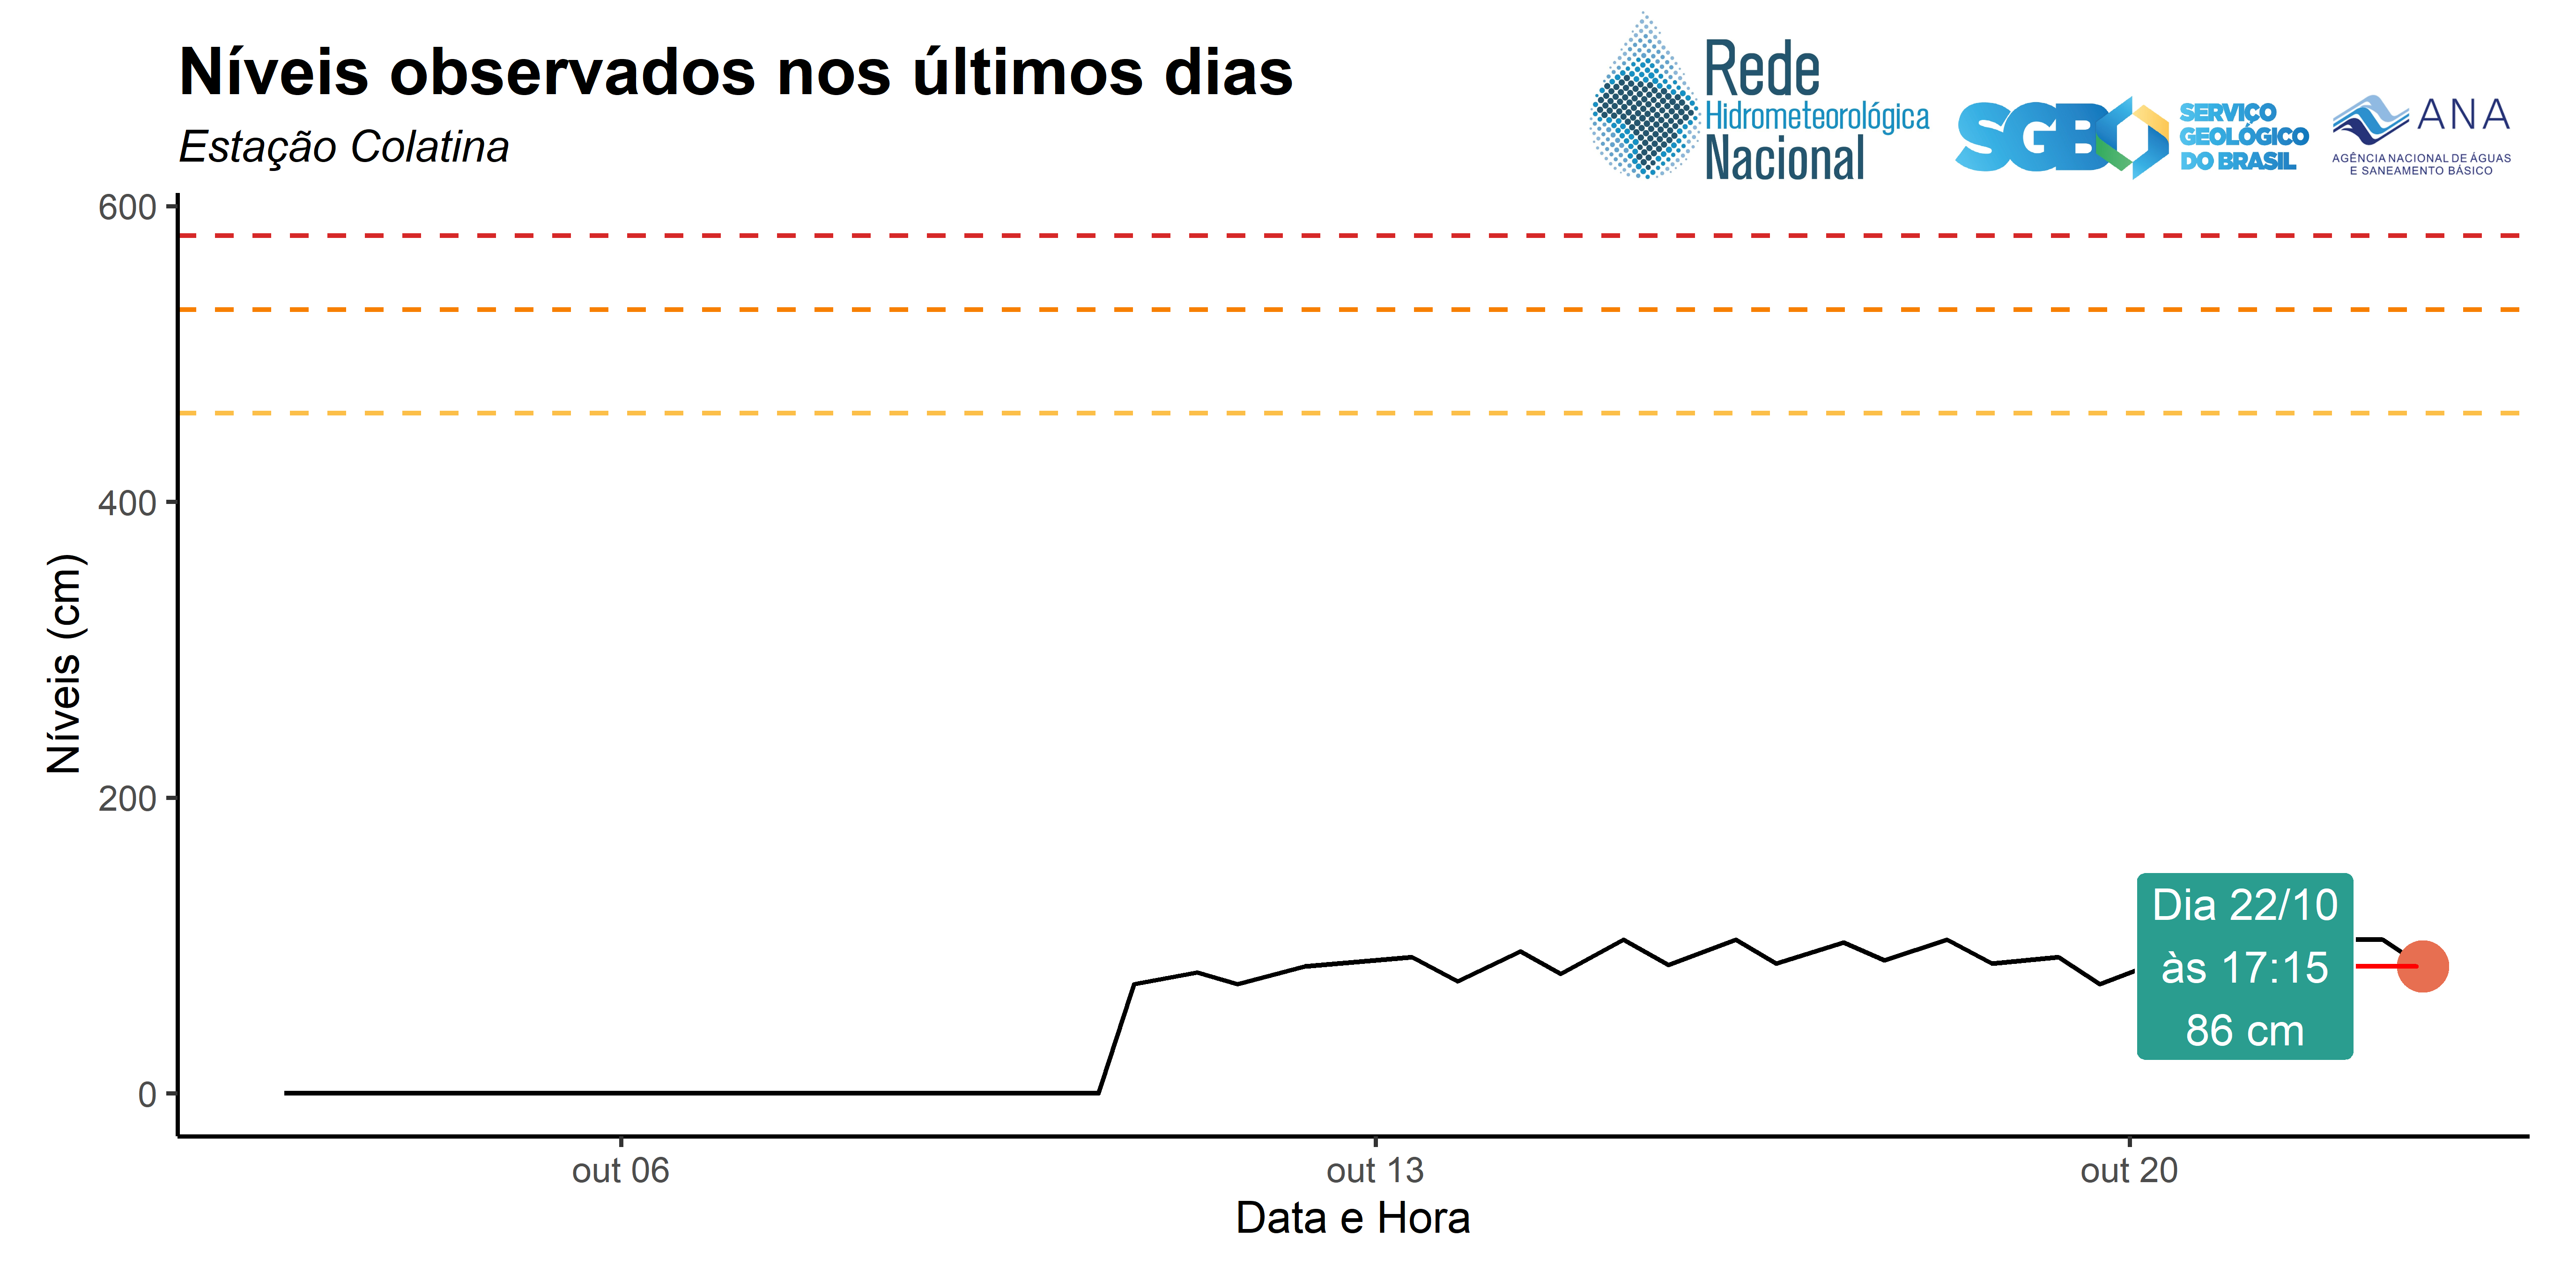 Níveis observados nos últimos dias
Estação Colatina
Rede
Hidrometeorológica
Nacional
SGB
SERVIÇO
GEOLÓGICO
DO BRASIL
ANA
AGÊNCIA NACIONAL DE ÁGUAS
E SANEAMENTO BÁSICO
600
400
200
0
Níveis (cm)
Dia 22/10
às 17:15
86 cm
out 06
out 13
out 20
Data e Hora